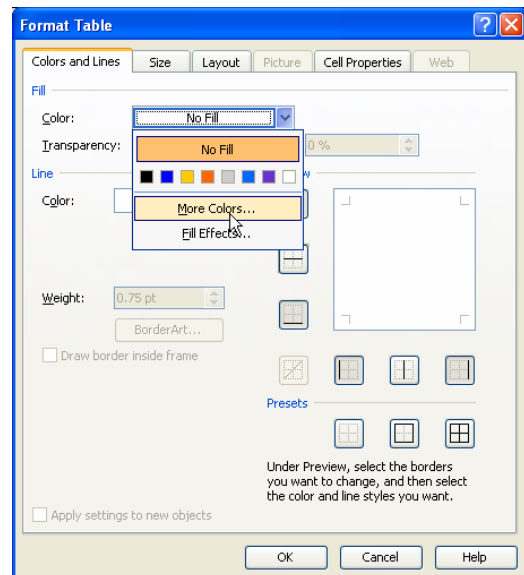 Format Table
Colors and Lines Size Layout Picture Cell Properties Web
Fill
Color: No Fill
Transparency: 0 %
No Fill
Line
Color:
More Colors...
Fill Effects...
Weight: 0.75 pt
BorderArt...
Draw border inside frame
Presets
Under Preview, select the borders
you want to change, and then select
the color and line styles you want.
Apply settings to new objects
OK Cancel Help